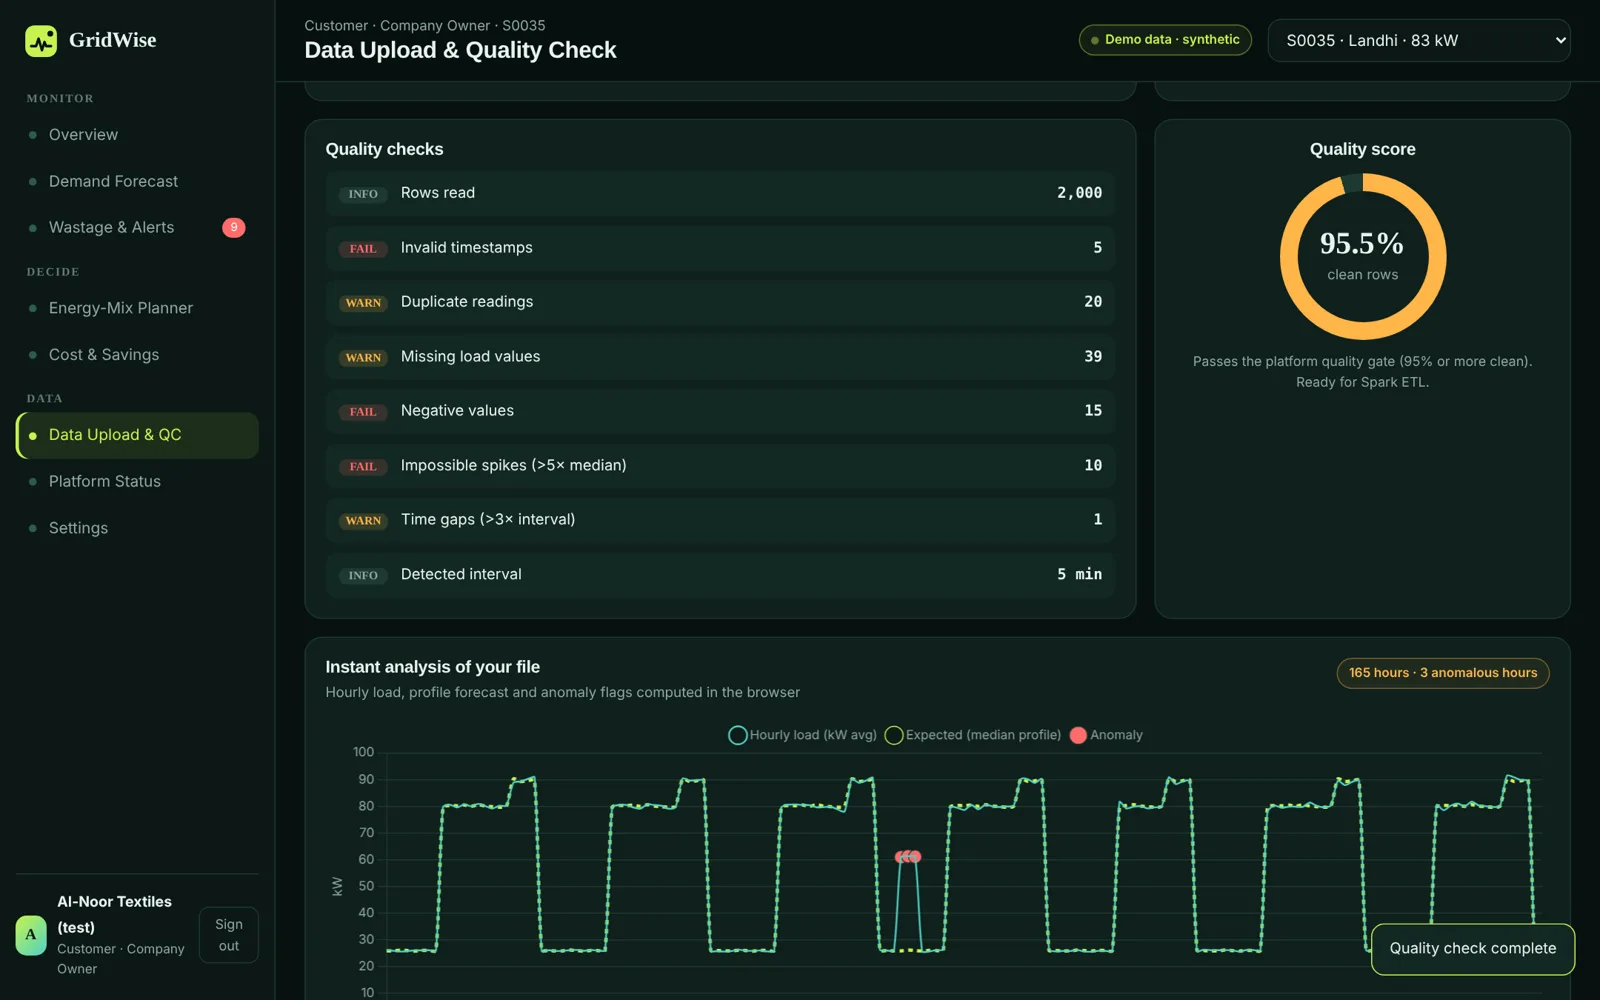 GridWise
MONITOR
Overview
Demand Forecast
Wastage & Alerts 9
DECIDE
Energy-Mix Planner
Cost & Savings
DATA
Data Upload & QC
Platform Status
Settings
A
Al-Noor Textiles
(test)
Customer · Company
Owner
Sign
out
Customer · Company Owner · S0035
Data Upload & Quality Check
Demo data · synthetic
S0035 · Landhi · 83 kW
Quality checks
INFO Rows read 2,000
FAIL Invalid timestamps 5
WARN Duplicate readings 20
WARN Missing load values 39
FAIL Negative values 15
FAIL Impossible spikes (>5× median) 10
WARN Time gaps (>3× interval) 1
INFO Detected interval 5 min
Quality score
95.5%
clean rows
Passes the platform quality gate (95% or more clean).
Ready for Spark ETL.
Instant analysis of your file
Hourly load, profile forecast and anomaly flags computed in the browser
165 hours · 3 anomalous hours
Hourly load (kW avg) Expected (median profile) Anomaly
100
90
80
70
60
50
40
30
20
10
kW
Quality check complete